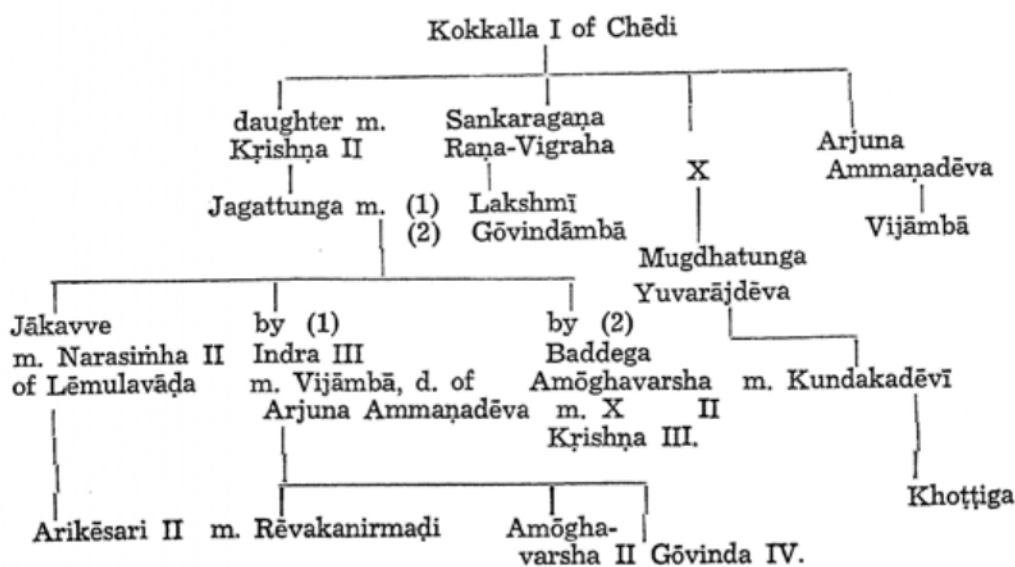 Kokkalla I of Chēdi
daughter m.
Kṛishṇa II
Sankaragaṇa
Raṇa-Vigraha
X
Arjuna
Ammaṇadēva
Jagattunga m. (1) Lakshmī
(2) Gōvindāmbā
Vijāmbā
Mugdhatunga
Yuvarājdēva
Jākavve
m. Narasiṁha II
of Lēmulavāḍa
by (1)
Indra III
m. Vijāmbā, d. of
Arjuna Ammaṇadēva
by (2)
Baddega
Amōghavarsha m. Kundakadēvī
m. X II
Kṛishṇa III.
Khoṭṭiga
Arikēsari II m. Rēvakanirmaḍi
Amōgha-
varsha II Gōvinda IV.